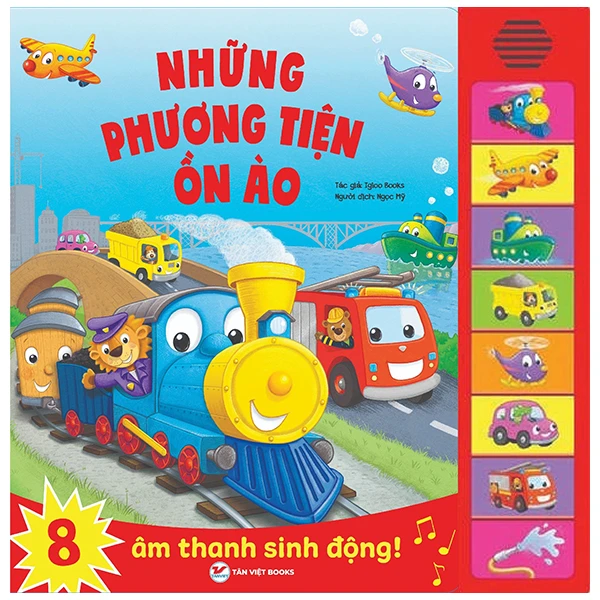 NHỮNG
PHƯƠNG TIỆN
ỒN ÀO
Tác giả: Igloo Books
Người dịch: Ngọc Mỹ
8
âm thanh sinh động!
TANVIET
TÂN VIỆT BOOKS